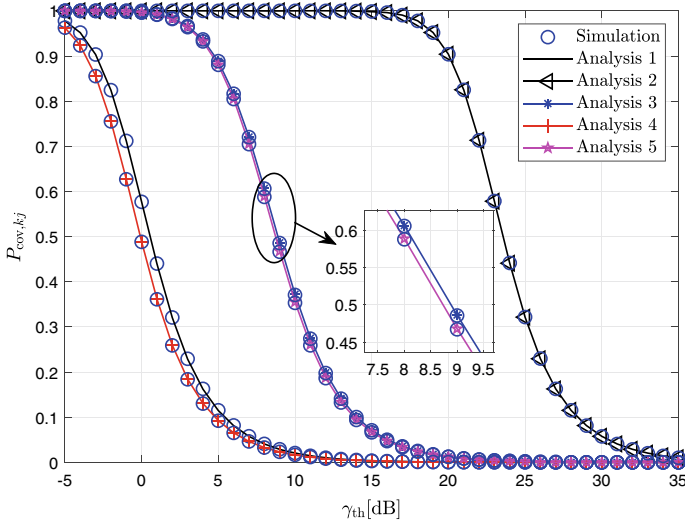 1
0.9
0.8
0.7
0.6
0.5
0.4
0.3
0.2
0.1
0
P_cov,kj
Simulation
Analysis 1
Analysis 2
Analysis 3
Analysis 4
Analysis 5
0.6
0.55
0.5
0.45
7.5 8 8.5 9 9.5
-5 0 5 10 15 20 25 30 35
γ_th[dB]